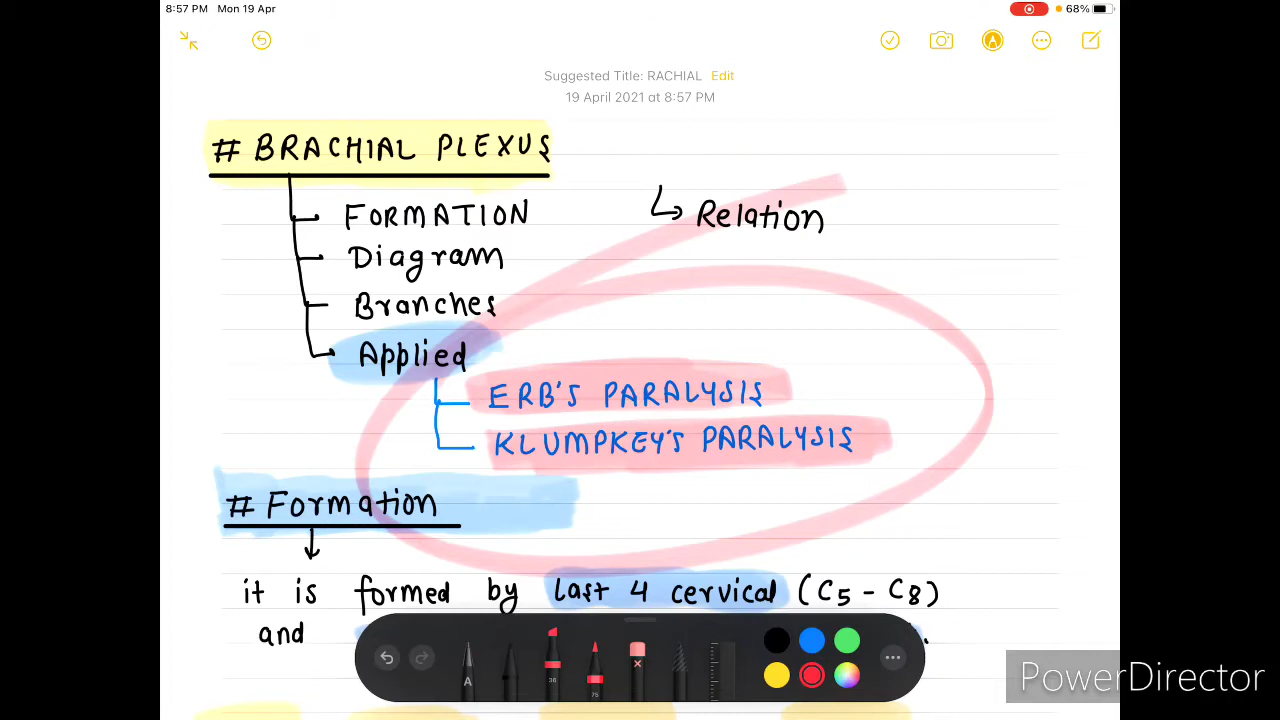 8:57 PM Mon 19 Apr 68%
Suggested Title: RACHIAL Edit
19 April 2021 at 8:57 PM
# BRACHIAL PLEXUS
FORMATION
Relation
Diagram
Branches
Applied
ERB'S PARALYSIS
KLUMPKEY'S PARALYSIS
# Formation
it is formed by last 4 cervical (C5 - C8)
and
A 36 75
PowerDirector